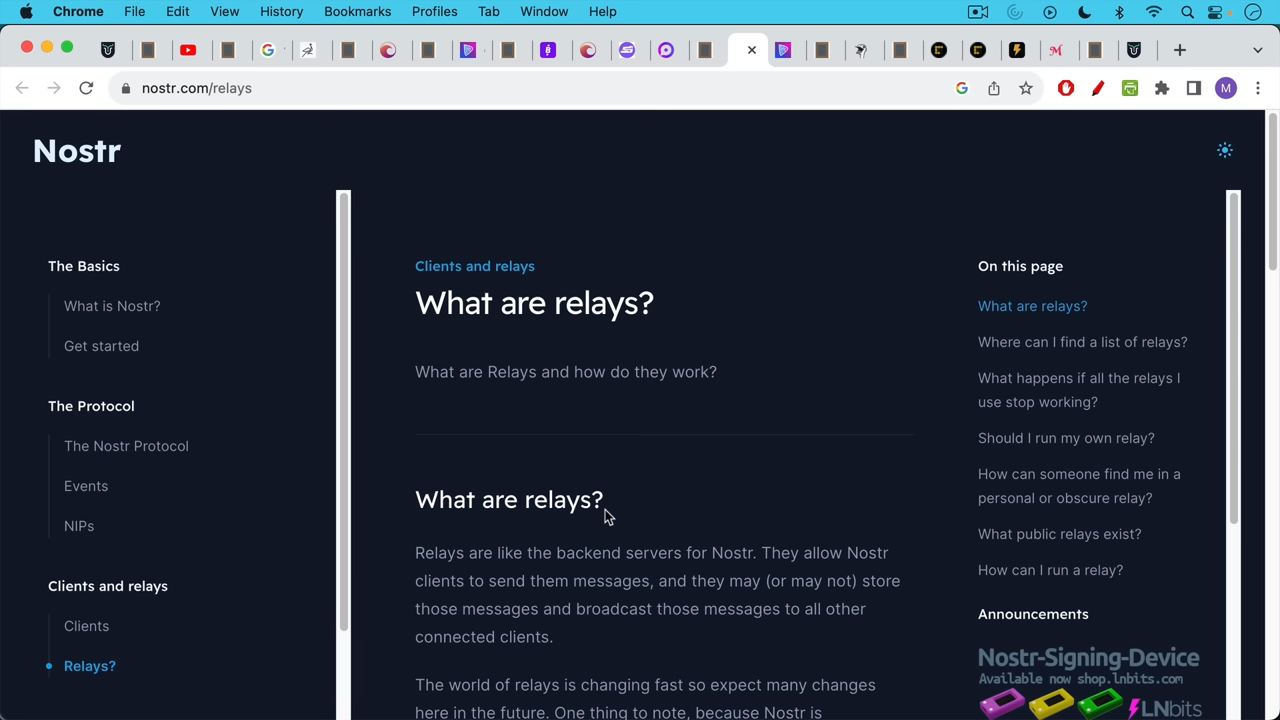 Chrome File Edit View History Bookmarks Profiles Tab Window Help
nostr.com/relays
M
Nostr
The Basics
What is Nostr?
Get started
The Protocol
The Nostr Protocol
Events
NIPs
Clients and relays
Clients
Relays?
Clients and relays
What are relays?
What are Relays and how do they work?
What are relays?
Relays are like the backend servers for Nostr. They allow Nostr
clients to send them messages, and they may (or may not) store
those messages and broadcast those messages to all other
connected clients.
The world of relays is changing fast so expect many changes
here in the future. One thing to note, because Nostr is
On this page
What are relays?
Where can I find a list of relays?
What happens if all the relays I
use stop working?
Should I run my own relay?
How can someone find me in a
personal or obscure relay?
What public relays exist?
How can I run a relay?
Announcements
Nostr-Signing-Device
Available now shop.lnbits.com
LNbits